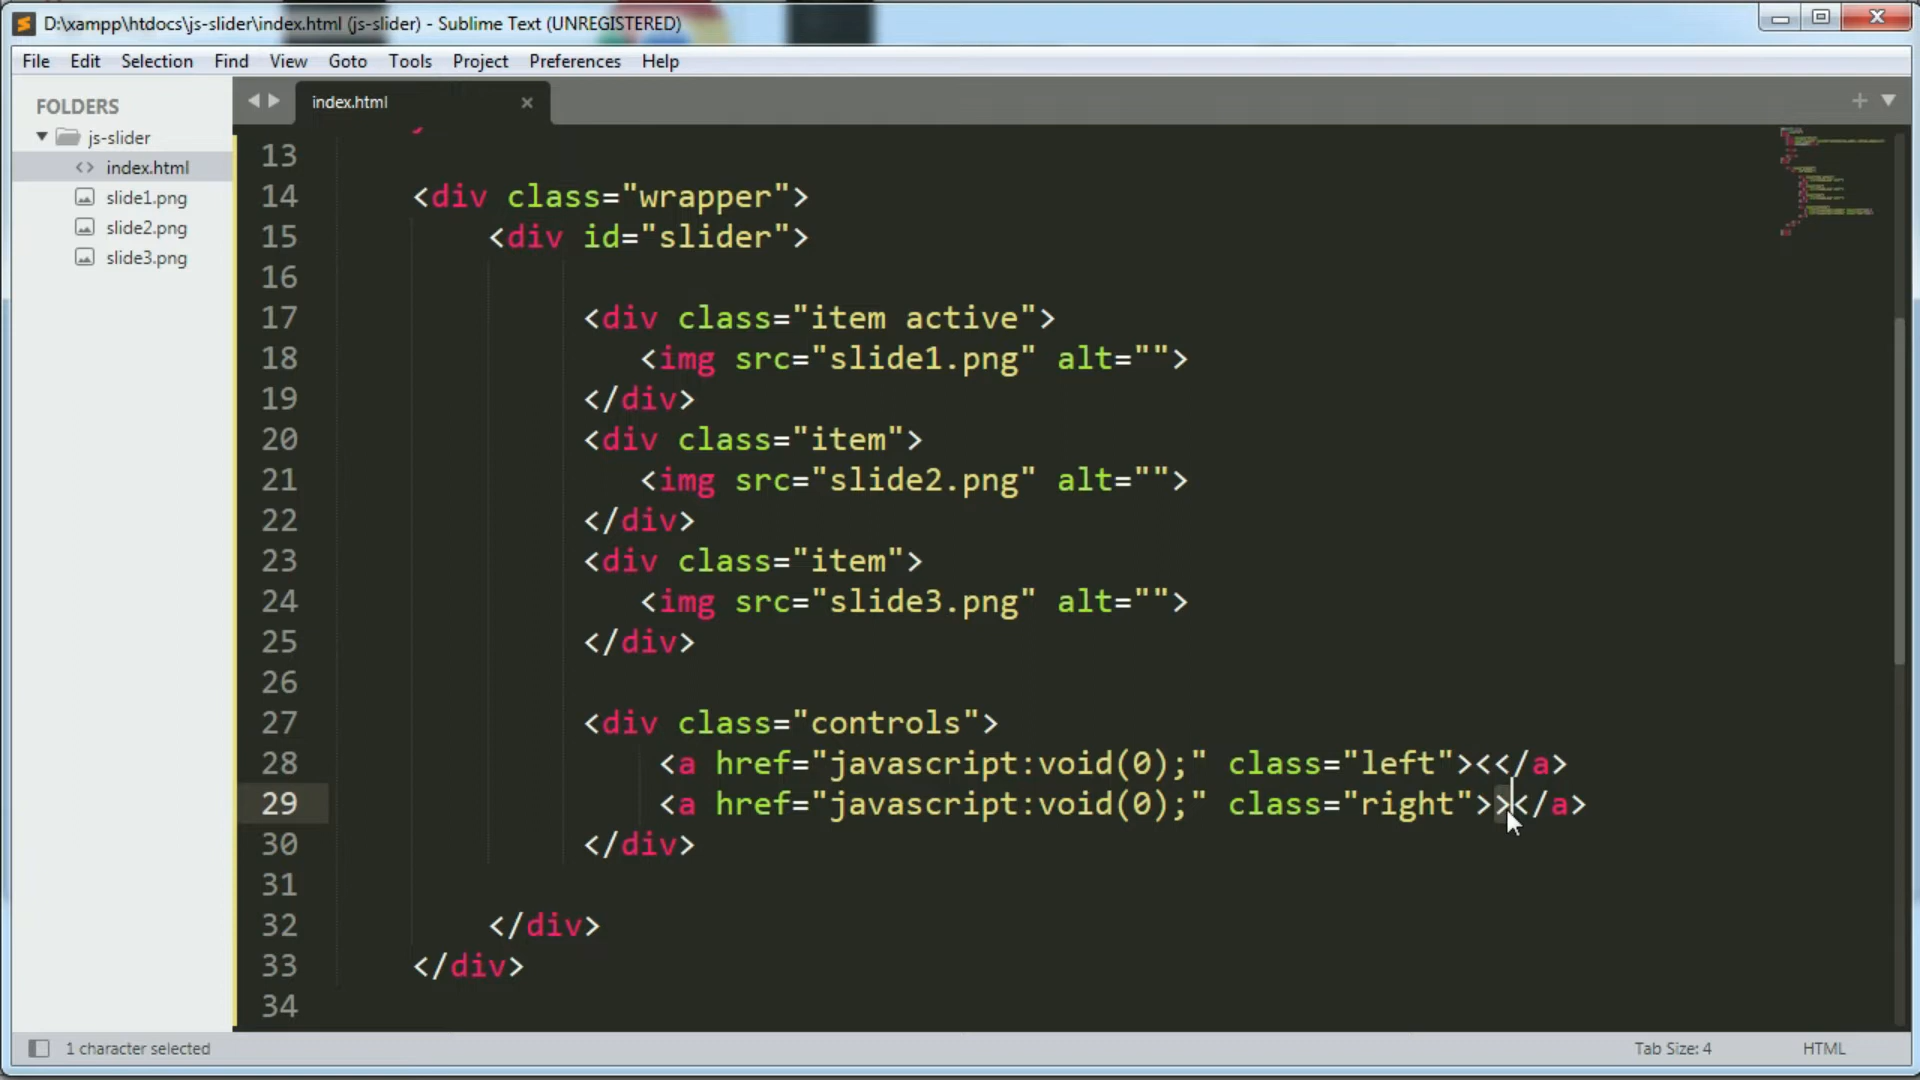 D:\xampp\htdocs\js-slider\index.html (js-slider) - Sublime Text (UNREGISTERED)
File Edit Selection Find View Goto Tools Project Preferences Help
FOLDERS
js-slider
index.html
slide1.png
slide2.png
slide3.png
index.html
13
14 <div class="wrapper">
15 <div id="slider">
16
17 <div class="item active">
18 <img src="slide1.png" alt="">
19 </div>
20 <div class="item">
21 <img src="slide2.png" alt="">
22 </div>
23 <div class="item">
24 <img src="slide3.png" alt="">
25 </div>
26
27 <div class="controls">
28 <a href="javascript:void(0);" class="left"><</a>
29 <a href="javascript:void(0);" class="right">></a>
30 </div>
31
32 </div>
33 </div>
34
1 character selected
Tab Size: 4
HTML